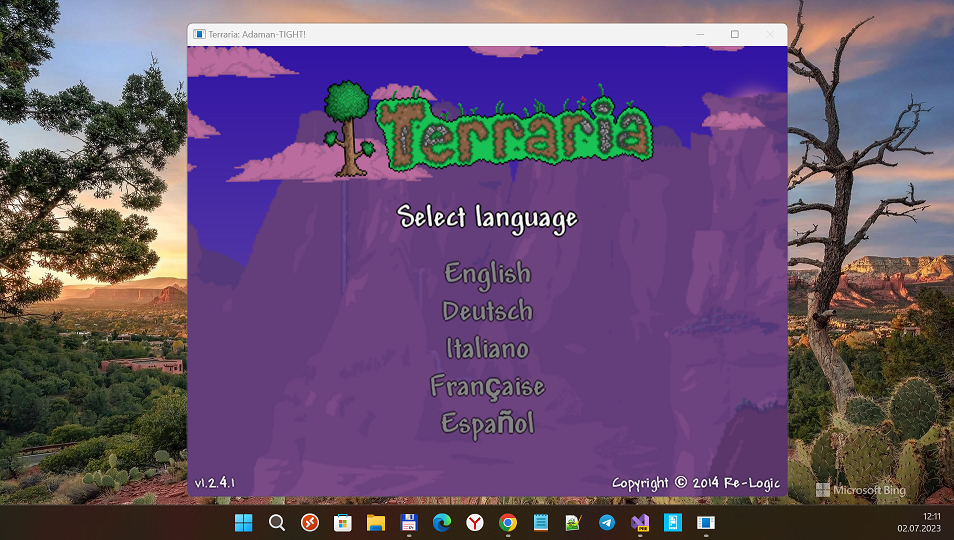 Terraria: Adaman-TIGHT!
Terraria
Select language
English
Deutsch
Italiano
Française
Español
v1.2.4.1
Copyright © 2014 Re-Logic
Microsoft Bing
12:11
02.07.2023